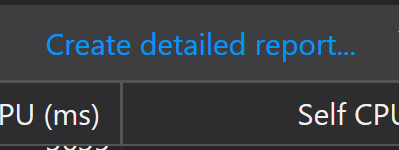 Create detailed report...
PU (ms) Self CPU